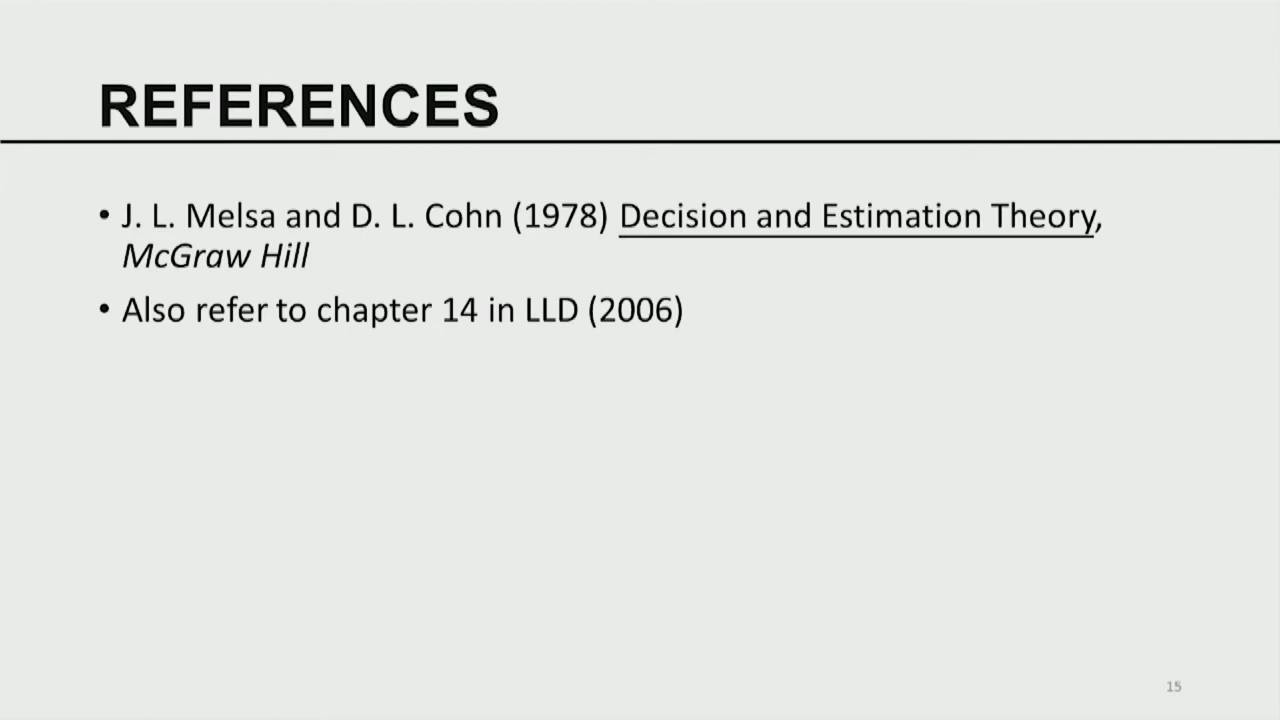 REFERENCES
• J. L. Melsa and D. L. Cohn (1978) Decision and Estimation Theory,
McGraw Hill
• Also refer to chapter 14 in LLD (2006)
15